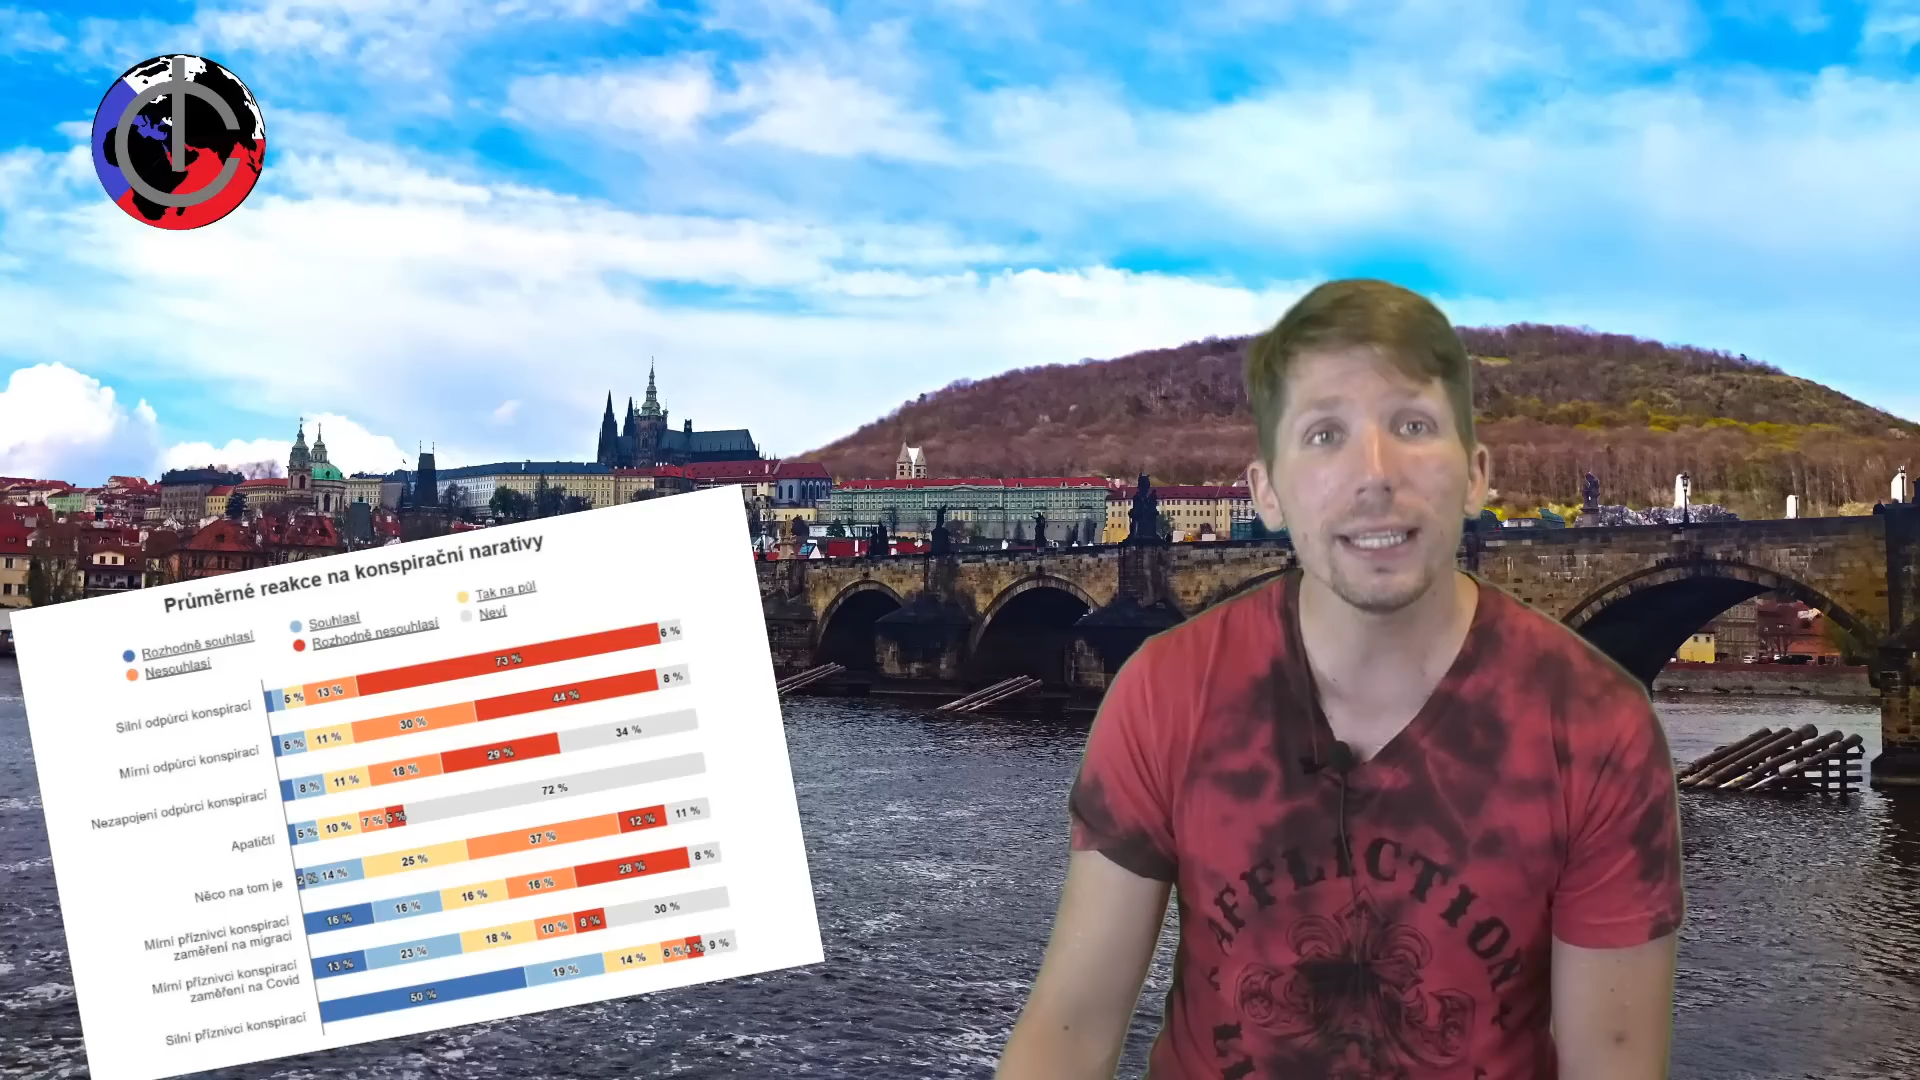 Průměrné reakce na konspirační narativy
Rozhodně souhlasí
Souhlasí
Tak na půl
Nesouhlasí
Rozhodně nesouhlasí
Neví
Silní odpůrci konspirací
5 % 13 % 73 % 6 %
Mírní odpůrci konspirací
6 % 11 % 30 % 44 % 8 %
Nezapojení odpůrci konspirací
8 % 11 % 18 % 29 % 34 %
Apatičtí
5 % 10 % 7 % 5 % 72 %
Něco na tom je
2 % 14 % 25 % 37 % 12 % 11 %
Mírní příznivci konspirací
zaměření na migraci
16 % 16 % 16 % 16 % 28 % 8 %
Mírní příznivci konspirací
zaměření na Covid
13 % 23 % 18 % 10 % 8 % 30 %
Silní příznivci konspirací
50 % 19 % 14 % 6 % 4 % 9 %
AFFLICTION